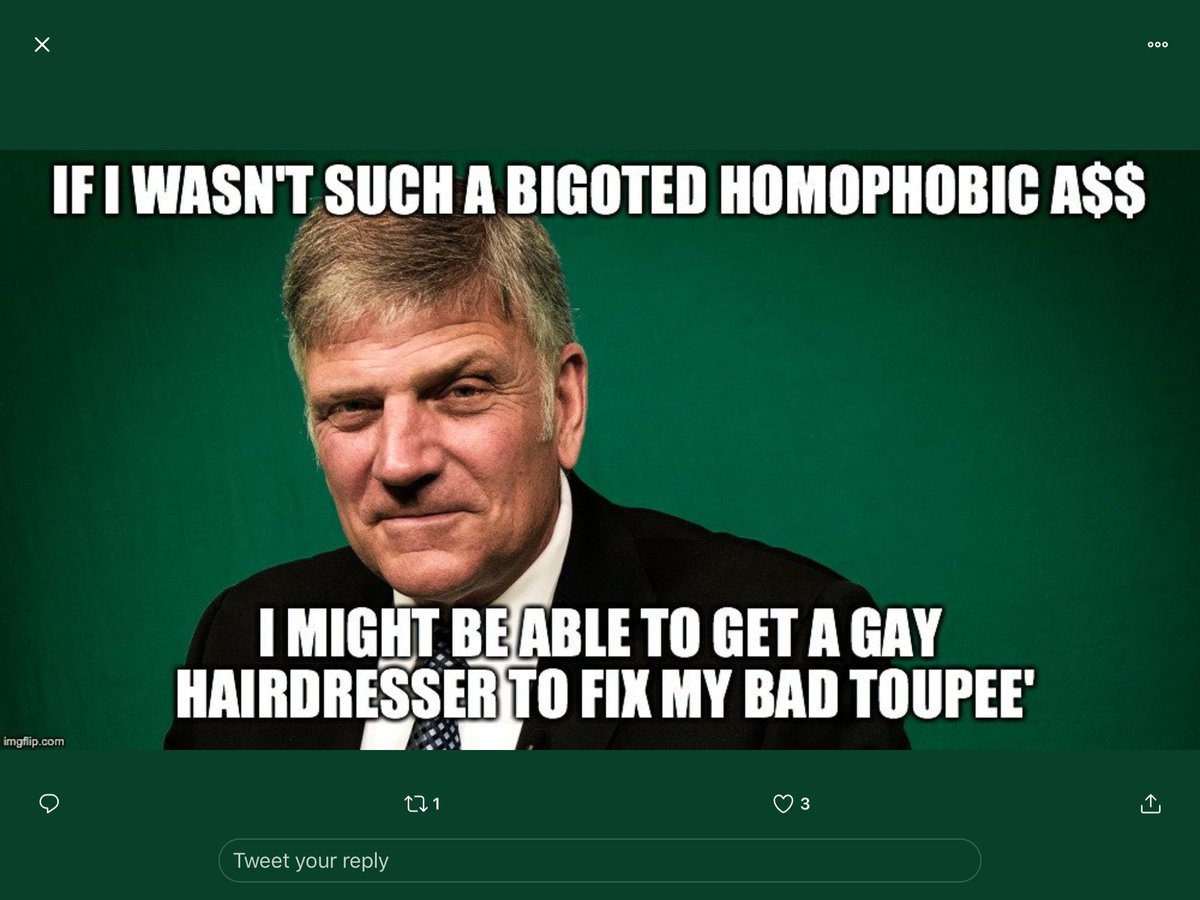 IF I WASN'T SUCH A BIGOTED HOMOPHOBIC A$$
I MIGHT BE ABLE TO GET A GAY
HAIRDRESSER TO FIX MY BAD TOUPEE'
imgflip.com
1
3
Tweet your reply